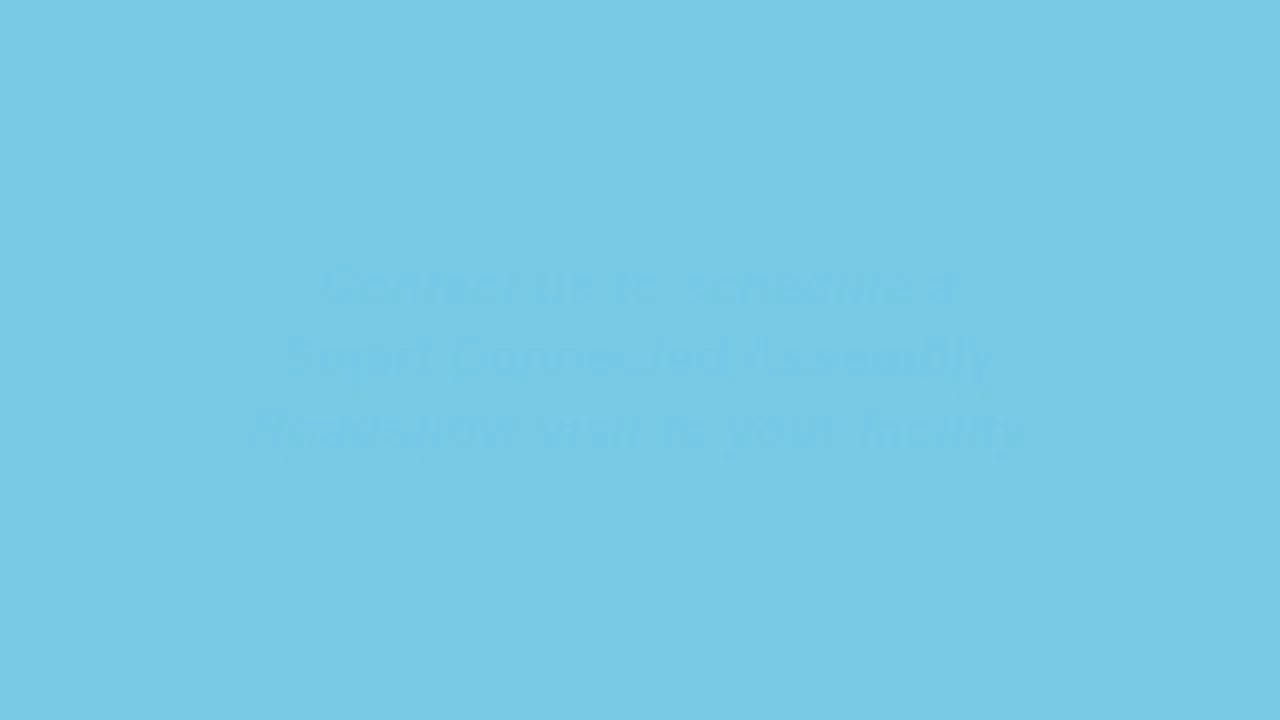 Contact us to schedule a
Smart Connected Assembly
Roadshow visit to your facility